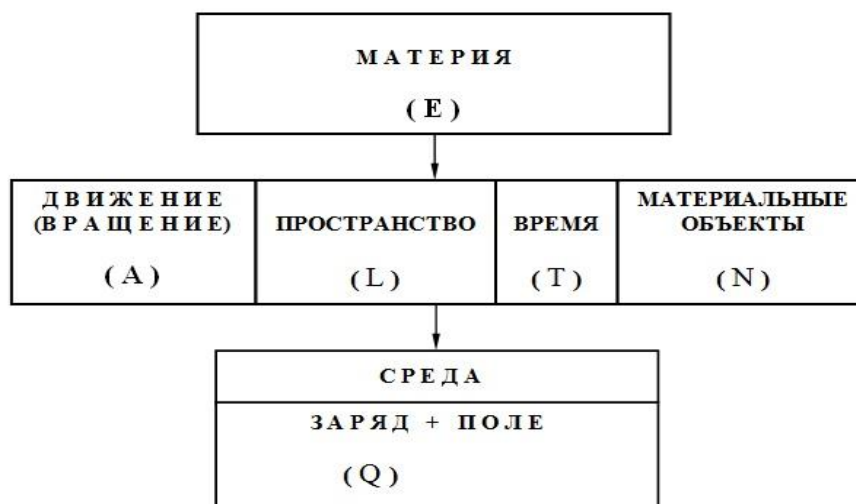 МАТЕРИЯ
(E)
ДВИЖЕНИЕ
(ВРАЩЕНИЕ)
(A)
ПРОСТРАНСТВО
(L)
ВРЕМЯ
(T)
МАТЕРИАЛЬНЫЕ
ОБЪЕКТЫ
(N)
СРЕДА
ЗАРЯД + ПОЛЕ
(Q)